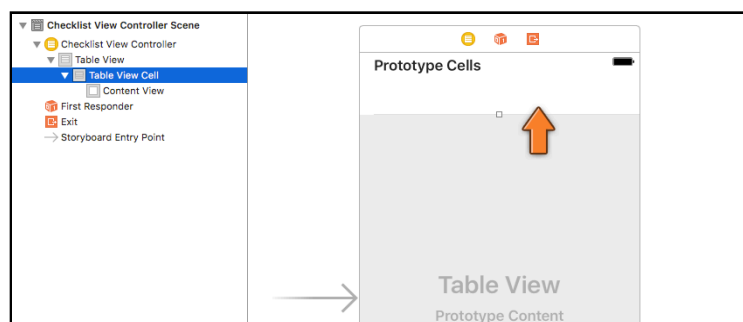 Checklist View Controller Scene
Checklist View Controller
Table View
Table View Cell
Content View
First Responder
Exit
Storyboard Entry Point
Prototype Cells
Table View
Prototype Content